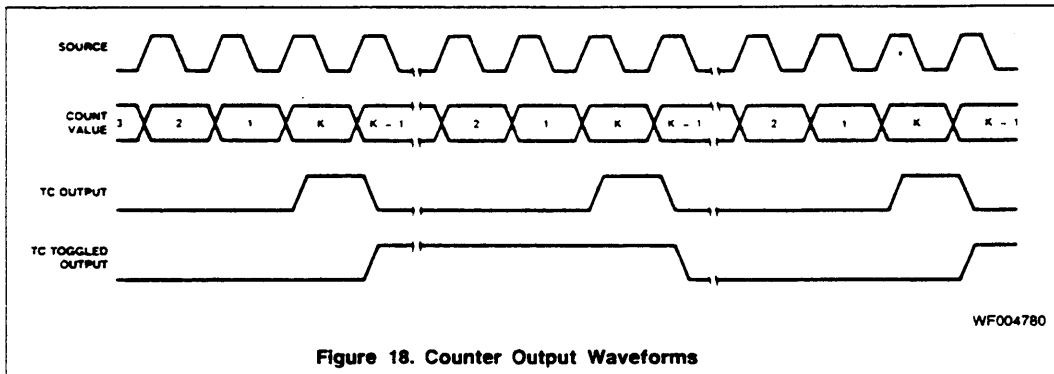 SOURCE
COUNT
VALUE
3 2 1 K K - 1 2 1 K K - 1 2 1 K K - 1
TC OUTPUT
TC TOGGLED
OUTPUT
WF004780
Figure 18. Counter Output Waveforms